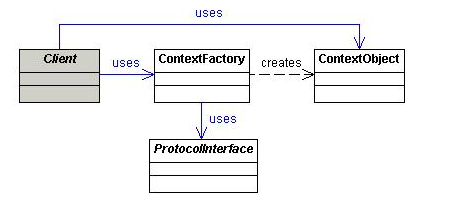 uses
Client
uses
ContextFactory
creates
ContextObject
uses
ProtocolInterface